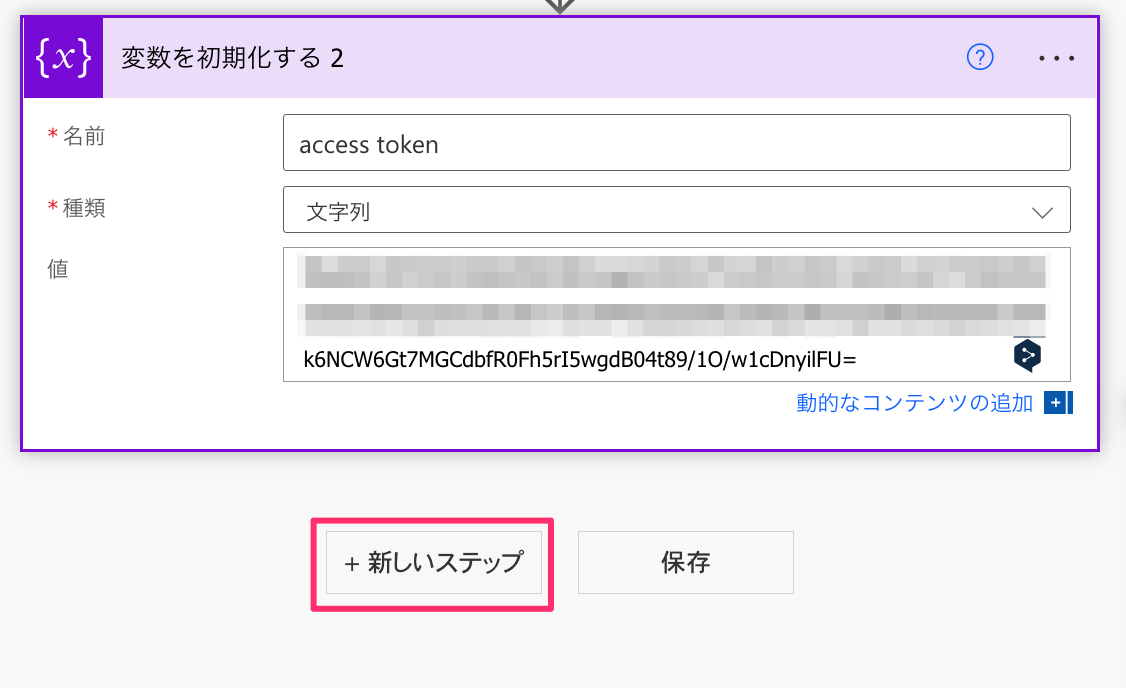 {x} 変数を初期化する 2
* 名前
access token
* 種類
文字列
値
k6NCW6Gt7MGCdbfR0Fh5rI5wgdB04t89/1O/w1cDnyilFU=
動的なコンテンツの追加
+ 新しいステップ
保存